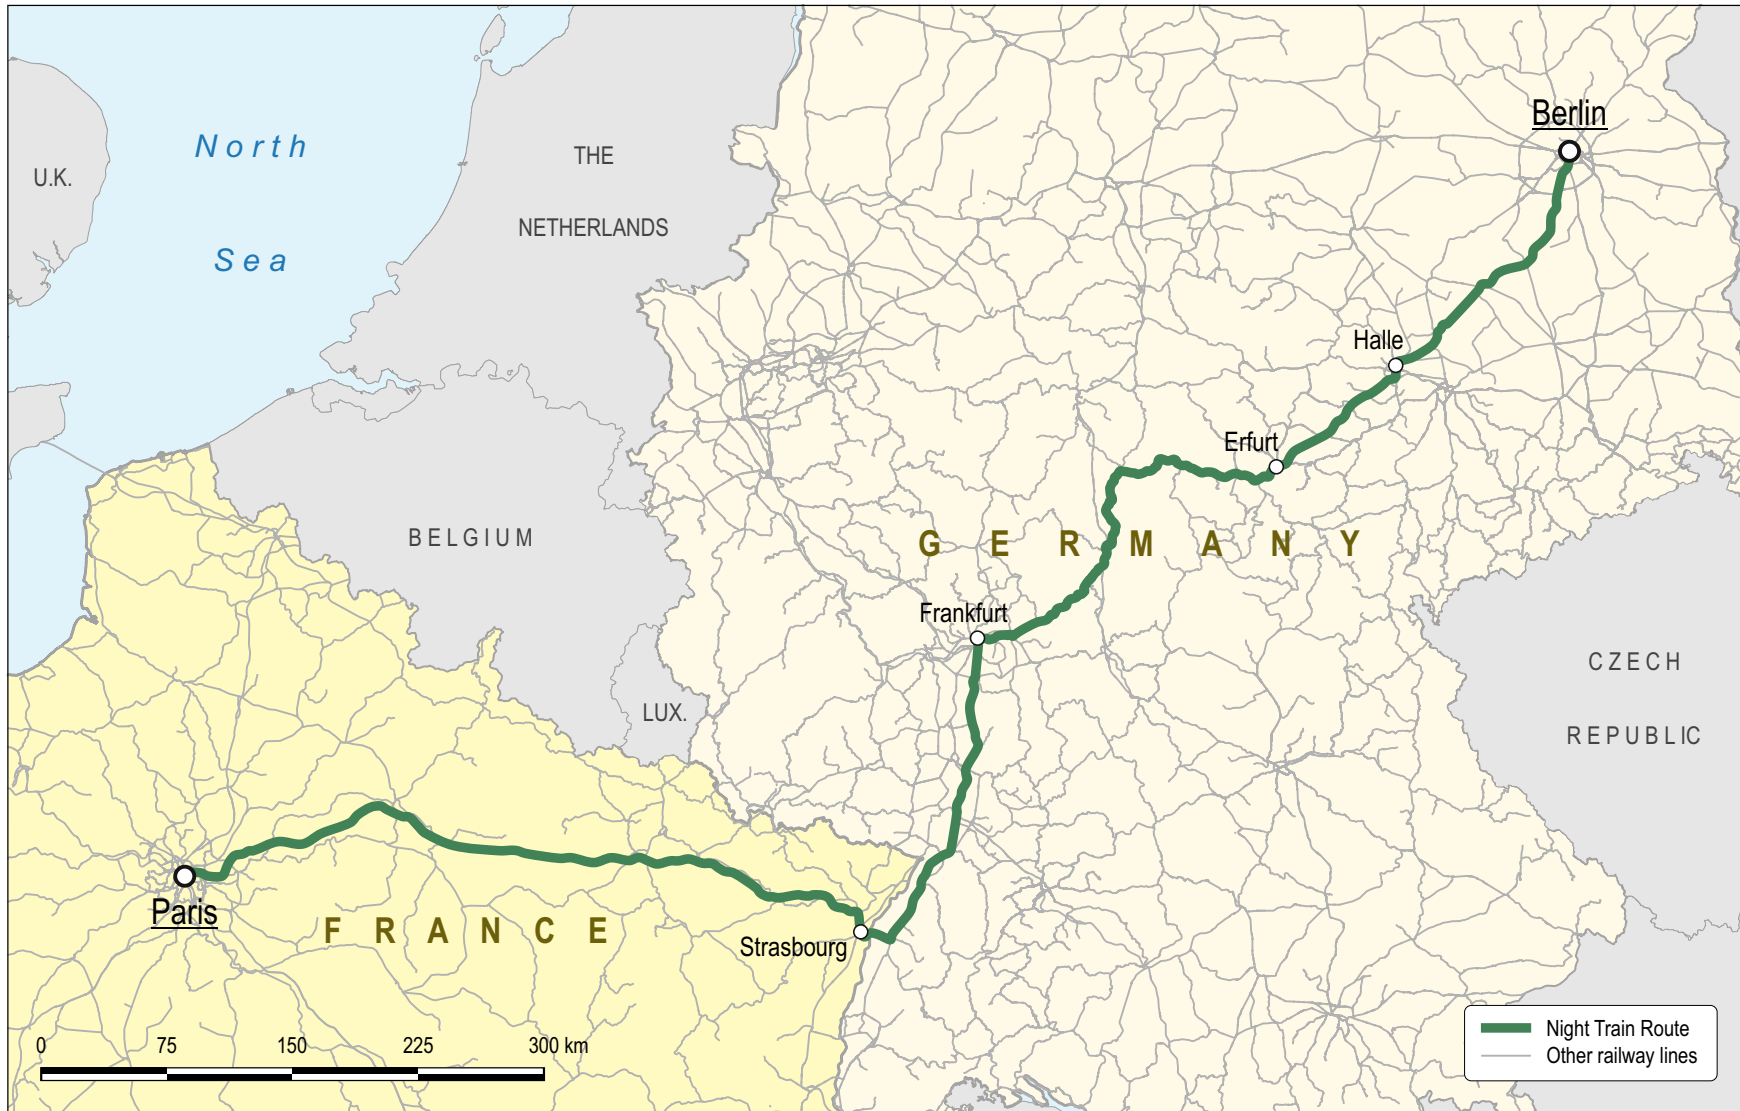 Berlin
North
THE
U.K.
NETHERLANDS
Sea
Halle
Erfurt
BELGIUM
GERMANY
Frankfurt
CZECH
LUX.
REPUBLIC
Paris
FRANCE
Strasbourg
0 75 150 225 300 km
Night Train Route
Other railway lines